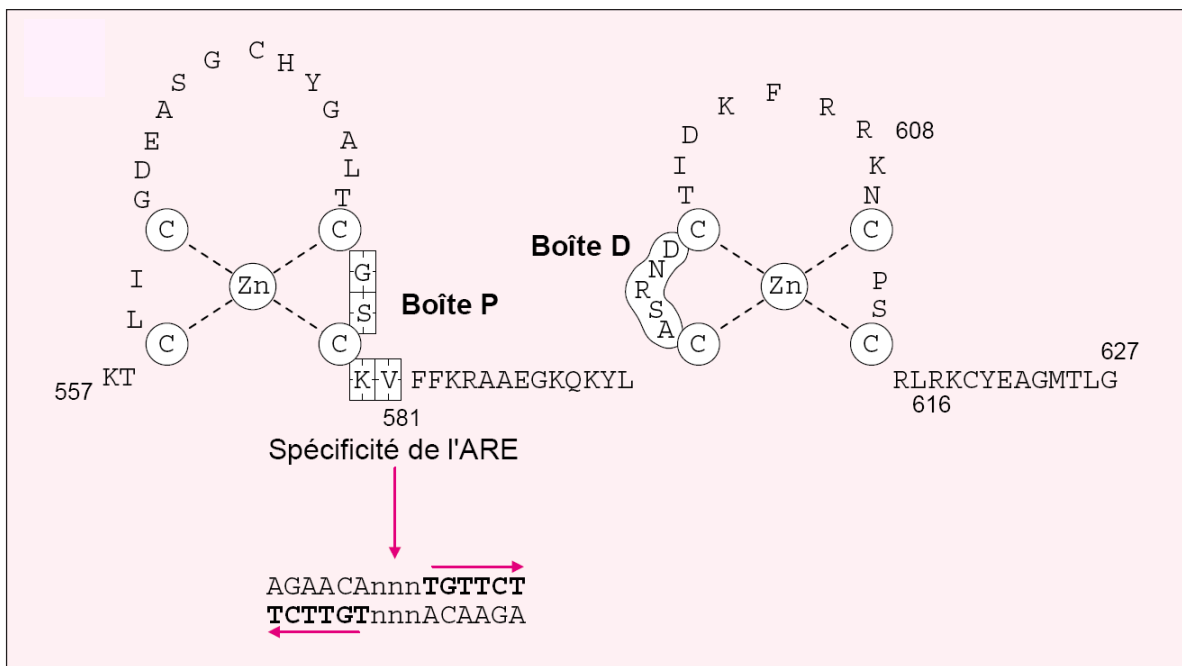 KT C L I C G D E A S G C H Y G A L T C G S C K V FFKRAAEGKQKYL C A S R N D C T I D K F R R K N C P S C RLRKCYEAGMTLG
Zn
Zn
557
581
608
616
627
Boîte P
Boîte D
Spécificité de l'ARE
AGAACAnnnTGTTCT
TCTTGTnnnACAAGA